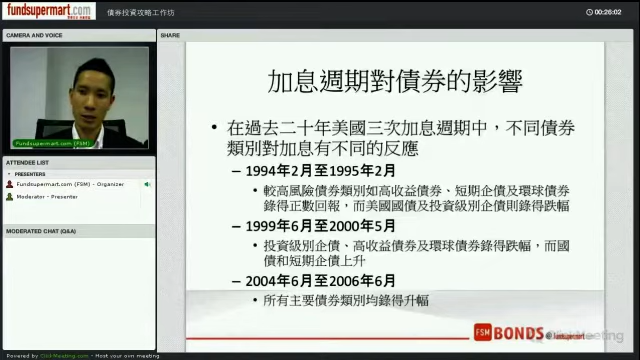 fundsupermart.com
債券投資攻略工作坊
00:26:02
CAMERA AND VOICE
SHARE
Fundsupermart.com (FSM)
ATTENDEE LIST
PRESENTERS
Fundsupermart.com (FSM) - Organizer
Moderator - Presenter
MODERATED CHAT (Q&A)
加息週期對債券的影響
• 在過去二十年美國三次加息週期中，不同債券
類別對加息有不同的反應
– 1994年2月至1995年2月
• 較高風險債券類別如高收益債券、短期企債及環球債券
錄得正數回報，而美國國債及投資級別企債則錄得跌幅
– 1999年6月至2000年5月
• 投資級別企債、高收益債券及環球債券錄得跌幅，而國
債和短期企債上升
– 2004年6月至2006年6月
• 所有主要債券類別均錄得升幅
FSM BONDS
ClickMeeting
Powered by ClickMeeting.com - Host your own meeting